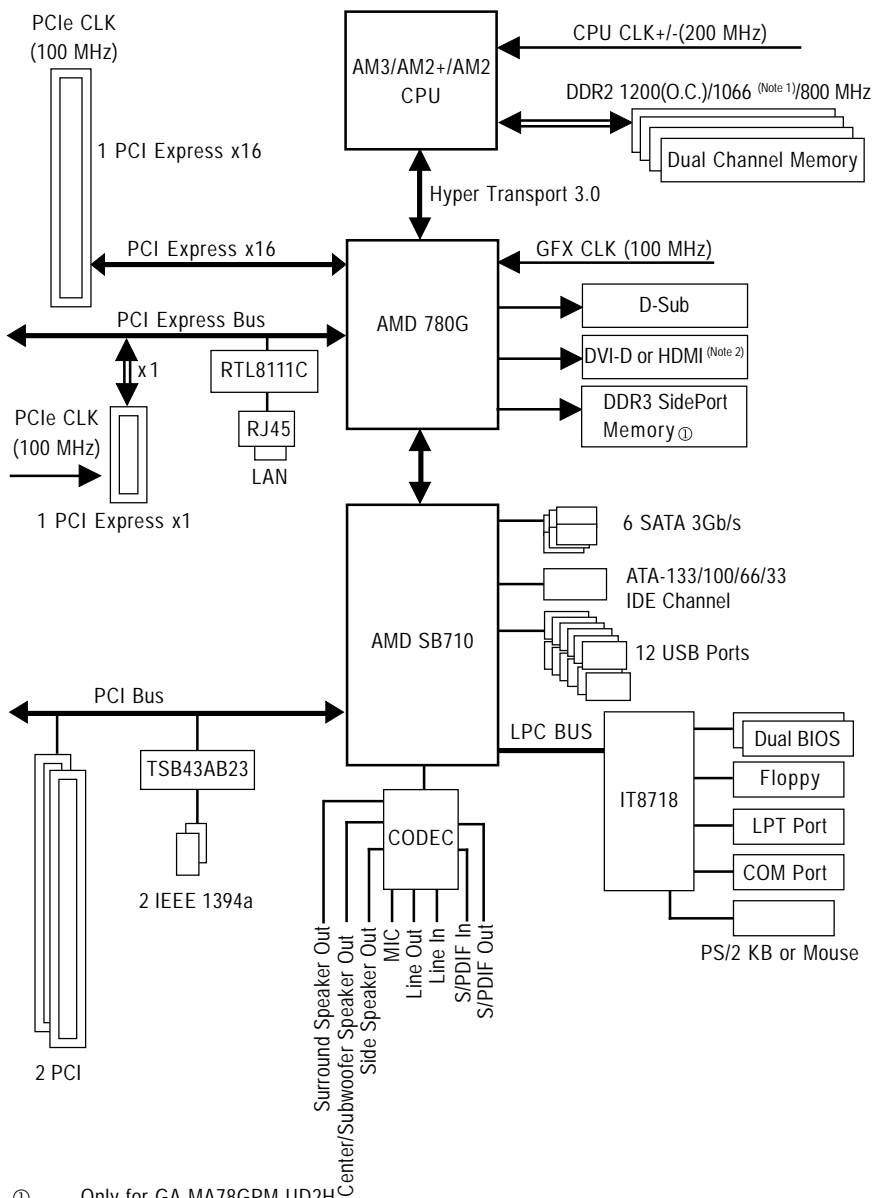 PCIe CLK
(100 MHz)
AM3/AM2+/AM2
CPU
CPU CLK+/-(200 MHz)
DDR2 1200(O.C.)/1066 (Note 1)/800 MHz
Dual Channel Memory
1 PCI Express x16
Hyper Transport 3.0
PCI Express x16
GFX CLK (100 MHz)
AMD 780G
D-Sub
DVI-D or HDMI (Note 2)
DDR3 SidePort
Memory ①
PCI Express Bus
x1
RTL8111C
RJ45
LAN
PCIe CLK
(100 MHz)
1 PCI Express x1
AMD SB710
6 SATA 3Gb/s
ATA-133/100/66/33
IDE Channel
12 USB Ports
PCI Bus
LPC BUS
TSB43AB23
2 IEEE 1394a
2 PCI
CODEC
Surround Speaker Out
Center/Subwoofer Speaker Out
Side Speaker Out
MIC
Line Out
Line In
S/PDIF In
S/PDIF Out
IT8718
Dual BIOS
Floppy
LPT Port
COM Port
PS/2 KB or Mouse
① Only for GA-MA78GPM-UD2H